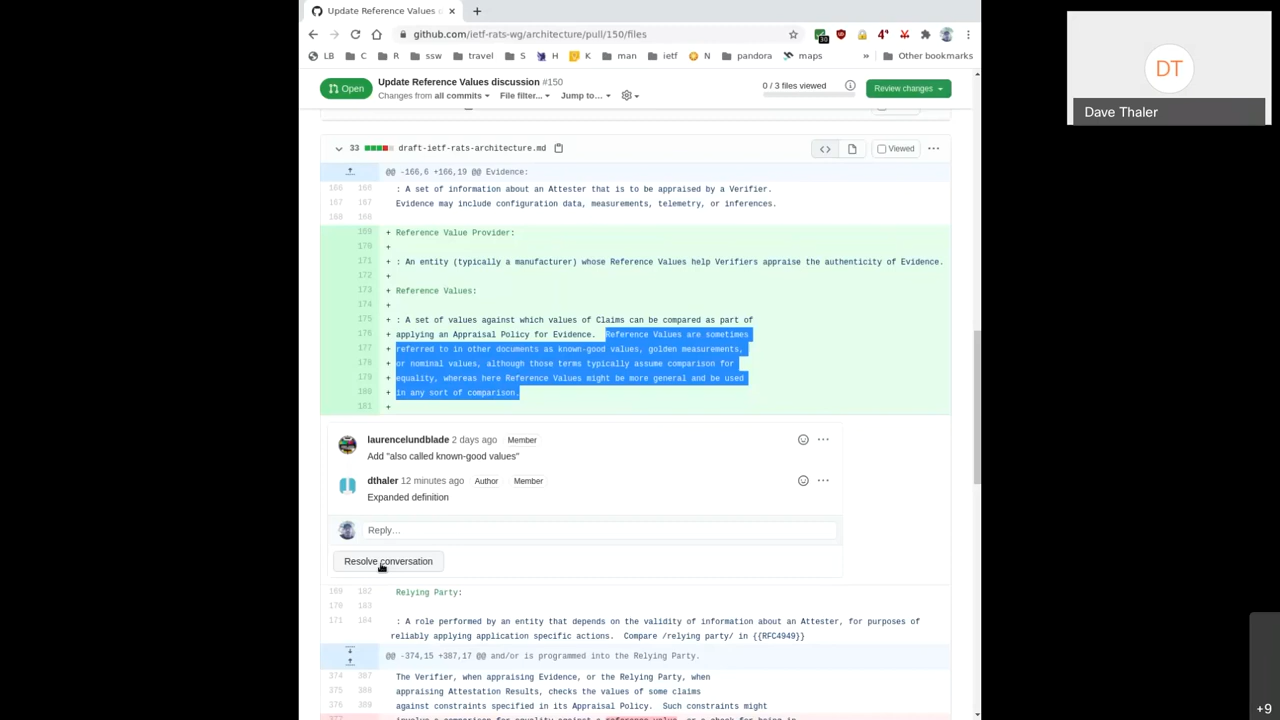 Update Reference Values d
github.com/ietf-rats-wg/architecture/pull/150/files
LB C R ssw travel S H K man ietf N pandora maps » Other bookmarks
Open
Update Reference Values discussion #150
Changes from all commits File filter... Jump to...
0 / 3 files viewed
Review changes
33 draft-ietf-rats-architecture.md
Viewed
@@ -166,6 +166,19 @@ Evidence:
166 166 : A set of information about an Attester that is to be appraised by a Verifier.
167 167 Evidence may include configuration data, measurements, telemetry, or inferences.
168 168
169 + Reference Value Provider:
170 +
171 + : An entity (typically a manufacturer) whose Reference Values help Verifiers appraise the authenticity of Evidence.
172 +
173 + Reference Values:
174 +
175 + : A set of values against which values of Claims can be compared as part of
176 + applying an Appraisal Policy for Evidence. Reference Values are sometimes
177 + referred to in other documents as known-good values, golden measurements,
178 + or nominal values, although those terms typically assume comparison for
179 + equality, whereas here Reference Values might be more general and be used
180 + in any sort of comparison.
181 +
laurencelundblade 2 days ago Member
Add "also called known-good values"
dthaler 12 minutes ago Author Member
Expanded definition
Reply...
Resolve conversation
169 182 Relying Party:
170 183
171 184 : A role performed by an entity that depends on the validity of information about an Attester, for purposes of
reliably applying application specific actions. Compare /relying party/ in {{RFC4949}}
@@ -374,15 +387,17 @@ and/or is programmed into the Relying Party.
374 387 The Verifier, when appraising Evidence, or the Relying Party, when
375 388 appraising Attestation Results, checks the values of some claims
376 389 against constraints specified in its Appraisal Policy. Such constraints might
377 involve a comparison for equality against a reference value, or a check for being in
DT
Dave Thaler
+9